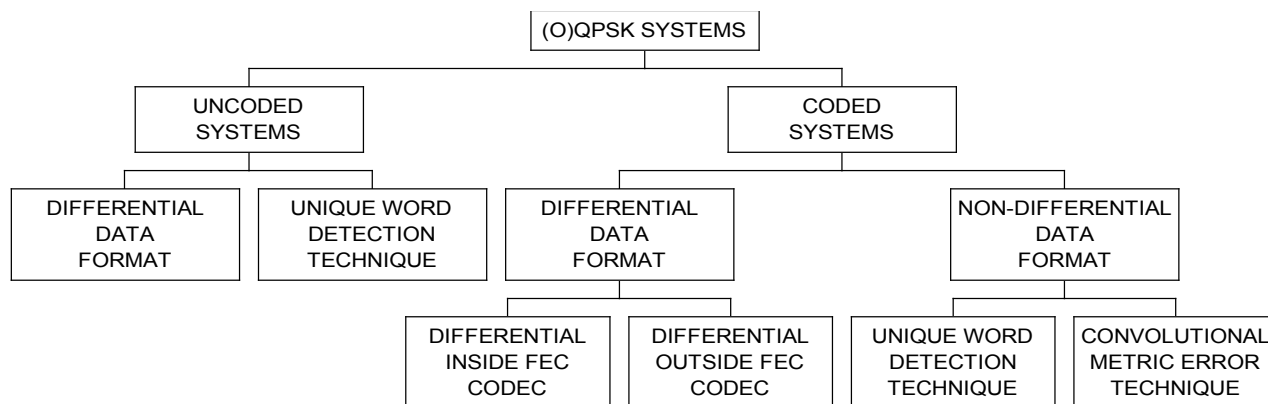 (O)QPSK SYSTEMS
UNCODED
SYSTEMS
CODED
SYSTEMS
DIFFERENTIAL
DATA
FORMAT
UNIQUE WORD
DETECTION
TECHNIQUE
DIFFERENTIAL
DATA
FORMAT
NON-DIFFERENTIAL
DATA
FORMAT
DIFFERENTIAL
INSIDE FEC
CODEC
DIFFERENTIAL
OUTSIDE FEC
CODEC
UNIQUE WORD
DETECTION
TECHNIQUE
CONVOLUTIONAL
METRIC ERROR
TECHNIQUE